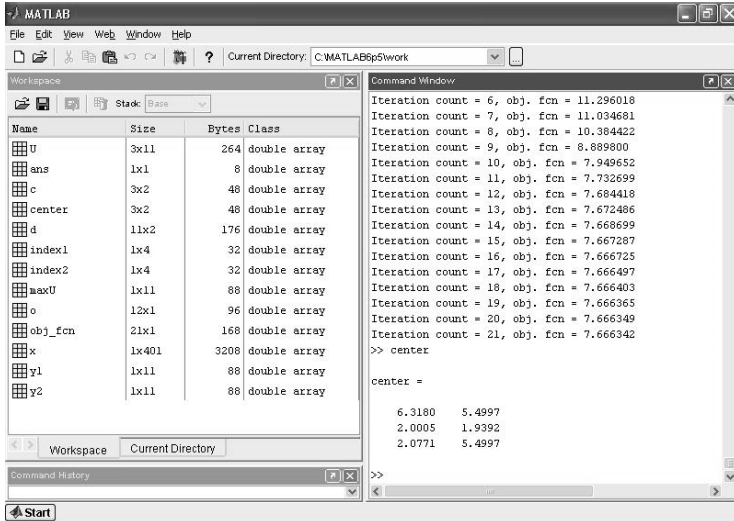 MATLAB
File Edit View Web Window Help
? Current Directory: C:\MATLAB6p5\work ...
Workspace
Stack: Base
Name Size Bytes Class
U 3x11 264 double array
ans 1x1 8 double array
c 3x2 48 double array
center 3x2 48 double array
d 11x2 176 double array
index1 1x4 32 double array
index2 1x4 32 double array
maxU 1x11 88 double array
o 12x1 96 double array
obj_fcn 21x1 168 double array
x 1x401 3208 double array
y1 1x11 88 double array
y2 1x11 88 double array
Workspace Current Directory
Command History
Command Window
Iteration count = 6, obj. fcn = 11.296018
Iteration count = 7, obj. fcn = 11.034681
Iteration count = 8, obj. fcn = 10.384422
Iteration count = 9, obj. fcn = 8.889800
Iteration count = 10, obj. fcn = 7.949652
Iteration count = 11, obj. fcn = 7.732699
Iteration count = 12, obj. fcn = 7.684418
Iteration count = 13, obj. fcn = 7.672486
Iteration count = 14, obj. fcn = 7.668699
Iteration count = 15, obj. fcn = 7.667287
Iteration count = 16, obj. fcn = 7.666725
Iteration count = 17, obj. fcn = 7.666497
Iteration count = 18, obj. fcn = 7.666403
Iteration count = 19, obj. fcn = 7.666365
Iteration count = 20, obj. fcn = 7.666349
Iteration count = 21, obj. fcn = 7.666342
>> center
center =
6.3180 5.4997
2.0005 1.9392
2.0771 5.4997
>>
Start